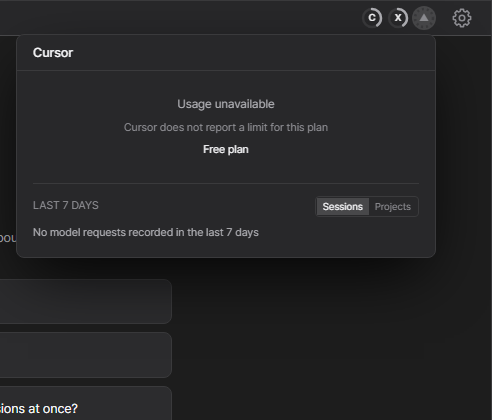 C X
Cursor
Usage unavailable
Cursor does not report a limit for this plan
Free plan
LAST 7 DAYS Sessions Projects
No model requests recorded in the last 7 days
ions at once?